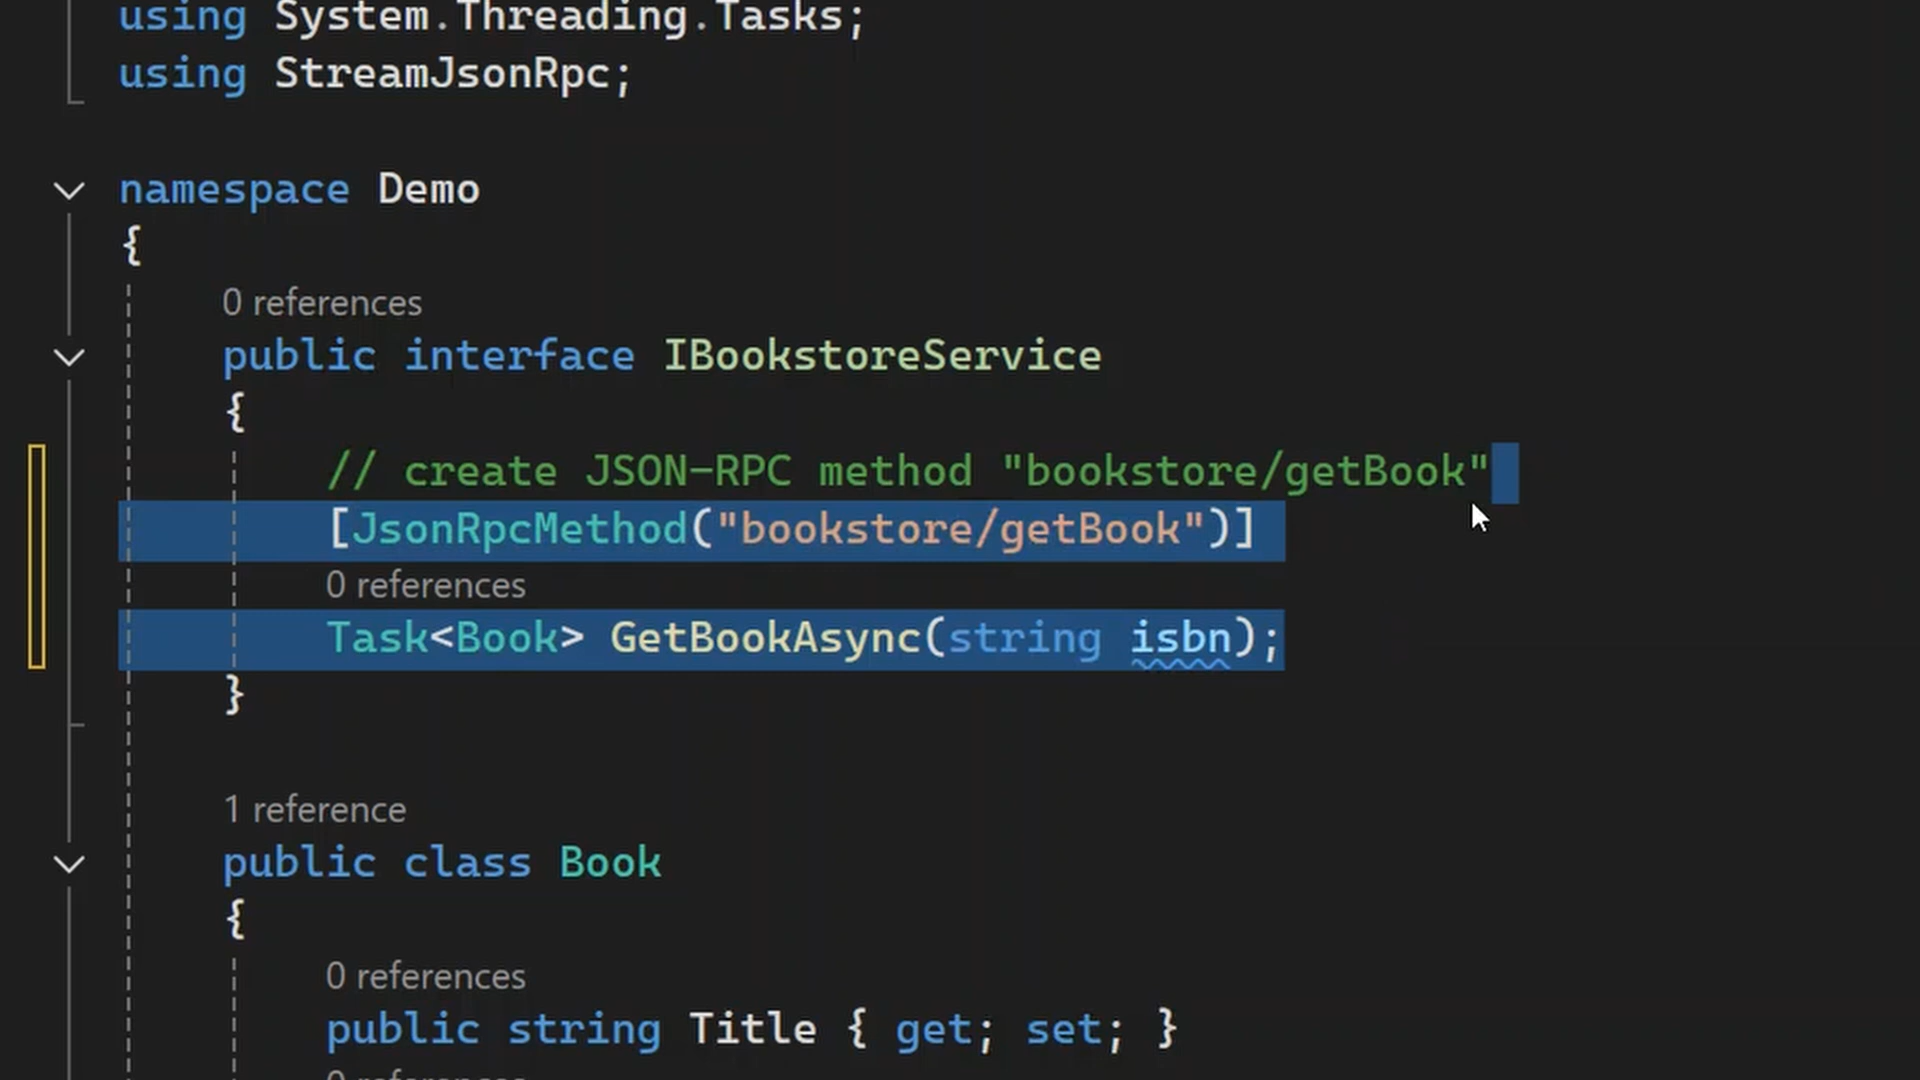 using System.Threading.Tasks;
using StreamJsonRpc;
namespace Demo
{
0 references
public interface IBookstoreService
{
// create JSON-RPC method "bookstore/getBook"
[JsonRpcMethod("bookstore/getBook")]
0 references
Task<Book> GetBookAsync(string isbn);
}
1 reference
public class Book
{
0 references
public string Title { get; set; }